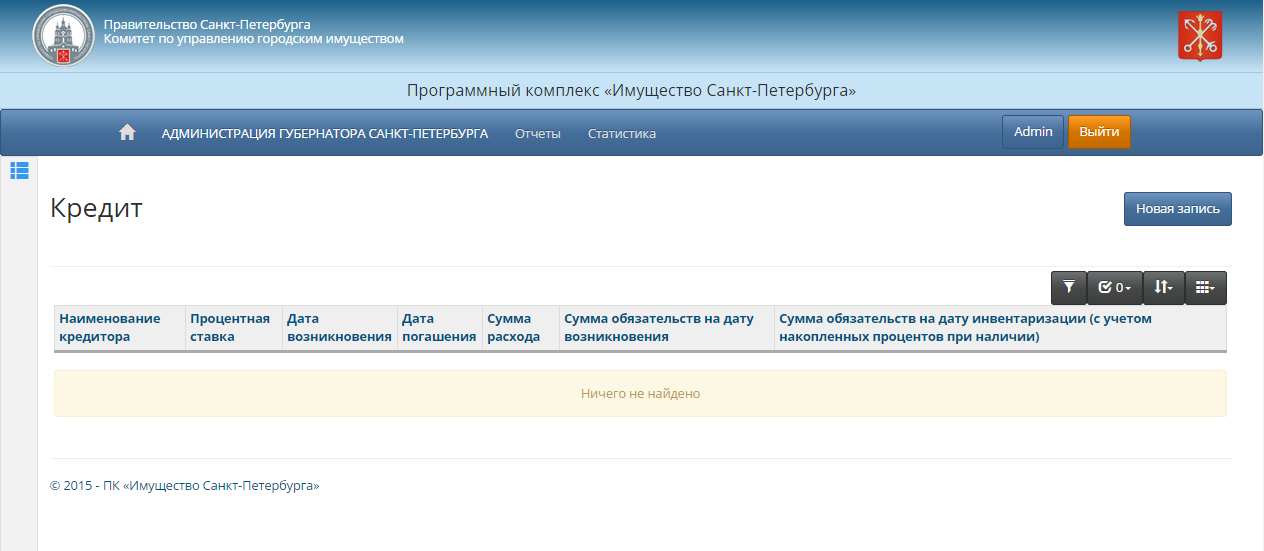 Правительство Санкт-Петербурга
Комитет по управлению городским имуществом
Программный комплекс «Имущество Санкт-Петербурга»
АДМИНИСТРАЦИЯ ГУБЕРНАТОРА САНКТ-ПЕТЕРБУРГА Отчеты Статистика Admin Выйти
Кредит
Новая запись
0
Наименование кредитора
Процентная ставка
Дата возникновения
Дата погашения
Сумма расхода
Сумма обязательств на дату возникновения
Сумма обязательств на дату инвентаризации (с учетом накопленных процентов при наличии)
Ничего не найдено
© 2015 - ПК «Имущество Санкт-Петербурга»